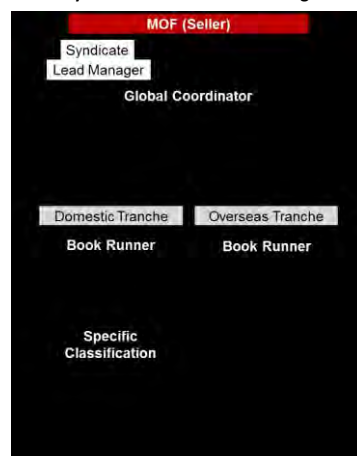 MOF (Seller)
Syndicate
Lead Manager
Global Coordinator
Domestic Tranche
Overseas Tranche
Book Runner
Book Runner
Specific
Classification